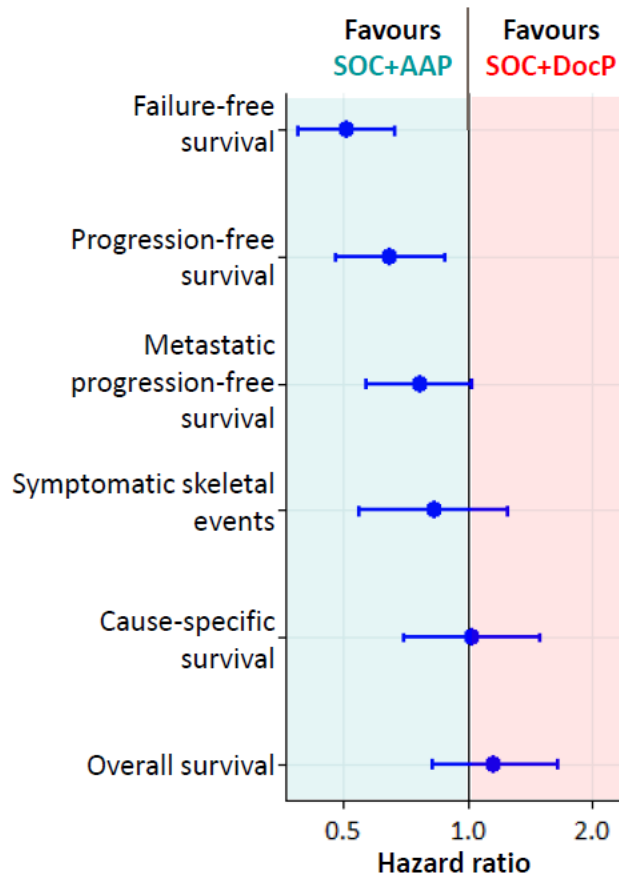 Favours
SOC+AAP
Favours
SOC+DocP
Failure-free
survival
Progression-free
survival
Metastatic
progression-free
survival
Symptomatic skeletal
events
Cause-specific
survival
Overall survival
0.5 1.0 2.0
Hazard ratio